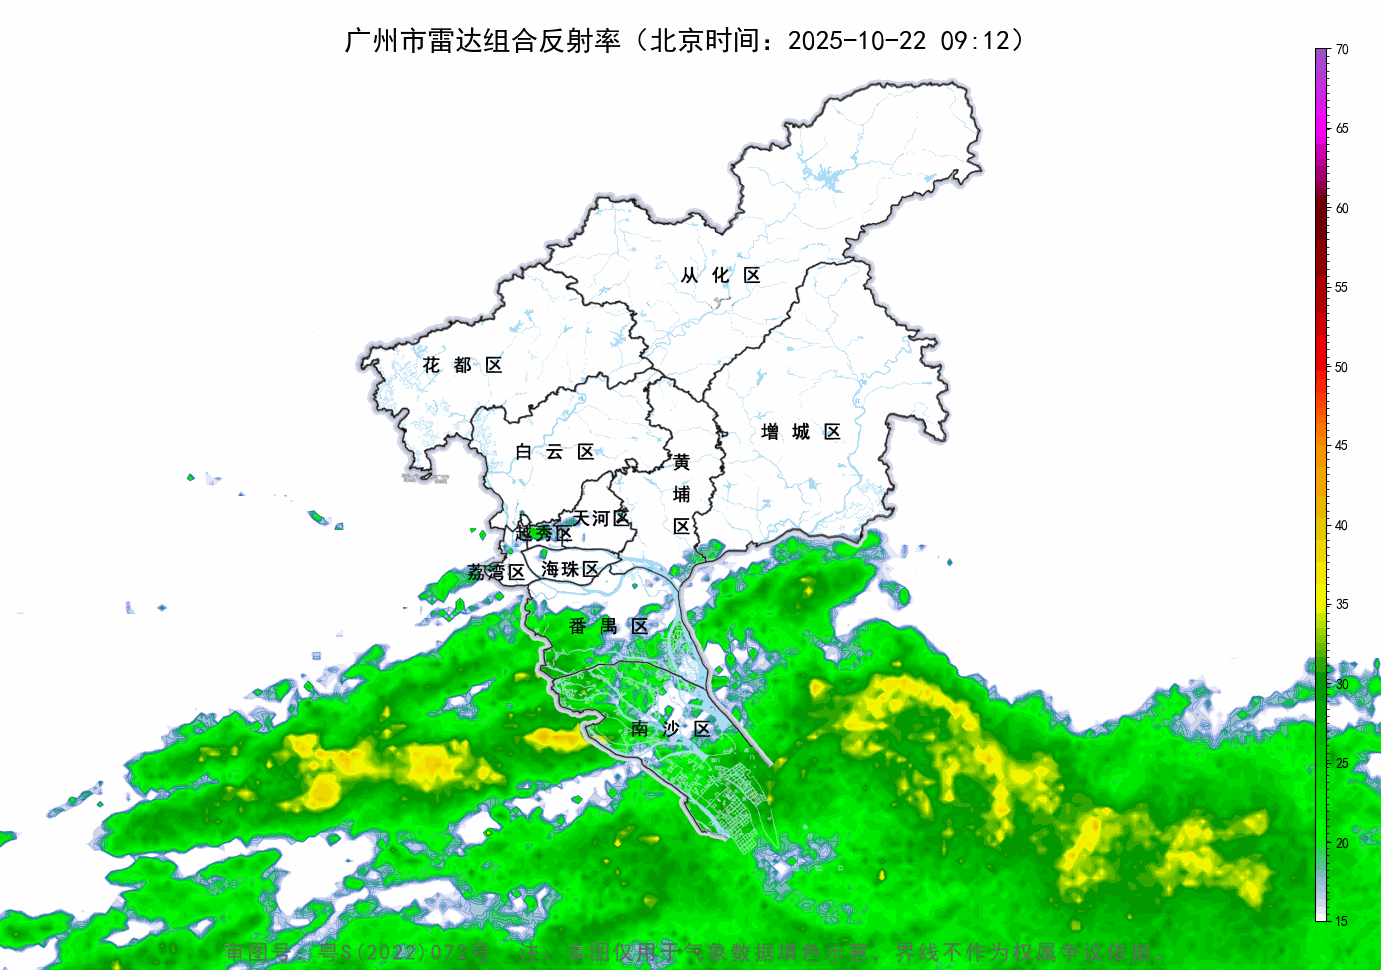 广州市雷达组合反射率（北京时间：2025-10-22 09:12）
70
65
60
55
50
45
40
35
30
25
20
15
从化区
花都区
增城区
白云区
黄埔区
天河区
越秀区
海珠区
荔湾区
番禺区
南沙区
审图号：粤S(2022)072号 注：本图仅用于气象数据填色示意，界线不作为权属争议依据。